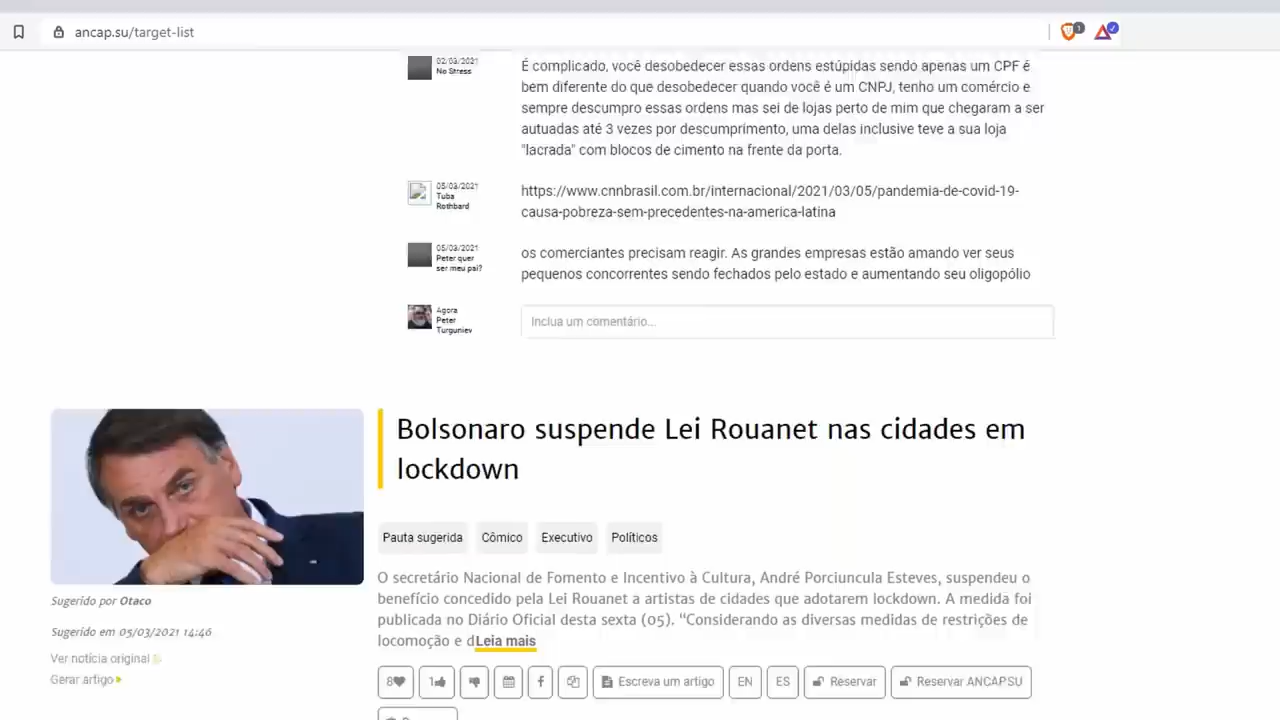 ancap.su/target-list
1
02/03/2021
No Stress
É complicado, você desobedecer essas ordens estúpidas sendo apenas um CPF é
bem diferente do que desobedecer quando você é um CNPJ, tenho um comércio e
sempre descumpro essas ordens mas sei de lojas perto de mim que chegaram a ser
autuadas até 3 vezes por descumprimento, uma delas inclusive teve a sua loja
"lacrada" com blocos de cimento na frente da porta.
05/03/2021
Tuba
Rothbard
https://www.cnnbrasil.com.br/internacional/2021/03/05/pandemia-de-covid-19-
causa-pobreza-sem-precedentes-na-america-latina
05/03/2021
Peter quer
ser meu pai?
os comerciantes precisam reagir. As grandes empresas estão amando ver seus
pequenos concorrentes sendo fechados pelo estado e aumentando seu oligopólio
Agora
Peter
Turguniev
Inclua um comentário...
Bolsonaro suspende Lei Rouanet nas cidades em
lockdown
Pauta sugerida Cômico Executivo Políticos
O secretário Nacional de Fomento e Incentivo à Cultura, André Porciuncula Esteves, suspendeu o
benefício concedido pela Lei Rouanet a artistas de cidades que adotarem lockdown. A medida foi
publicada no Diário Oficial desta sexta (05). "Considerando as diversas medidas de restrições de
locomoção e dLeia mais
Sugerido por Otaco
Sugerido em 05/03/2021 14:46
Ver notícia original
Gerar artigo
8 1 Escreva um artigo EN ES Reservar Reservar ANCAPSU